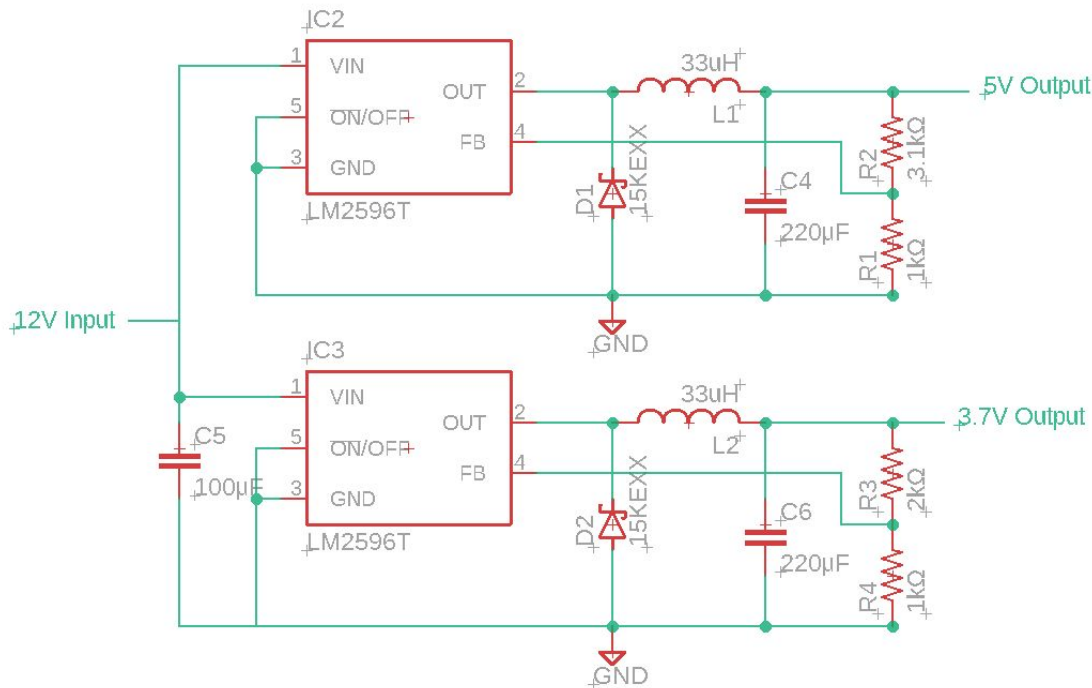 IC2
1
VIN
5
ON/OFF
3
GND
OUT
2
FB
4
LM2596T
33uH
L1
D1
15KEXX
C4
220µF
R2
3.1kΩ
R1
1kΩ
5V Output
GND
12V Input
C5
100µF
IC3
1
VIN
5
ON/OFF
3
GND
OUT
2
FB
4
LM2596T
33uH
L2
D2
15KEXX
C6
220µF
R3
2kΩ
R4
1kΩ
3.7V Output
GND